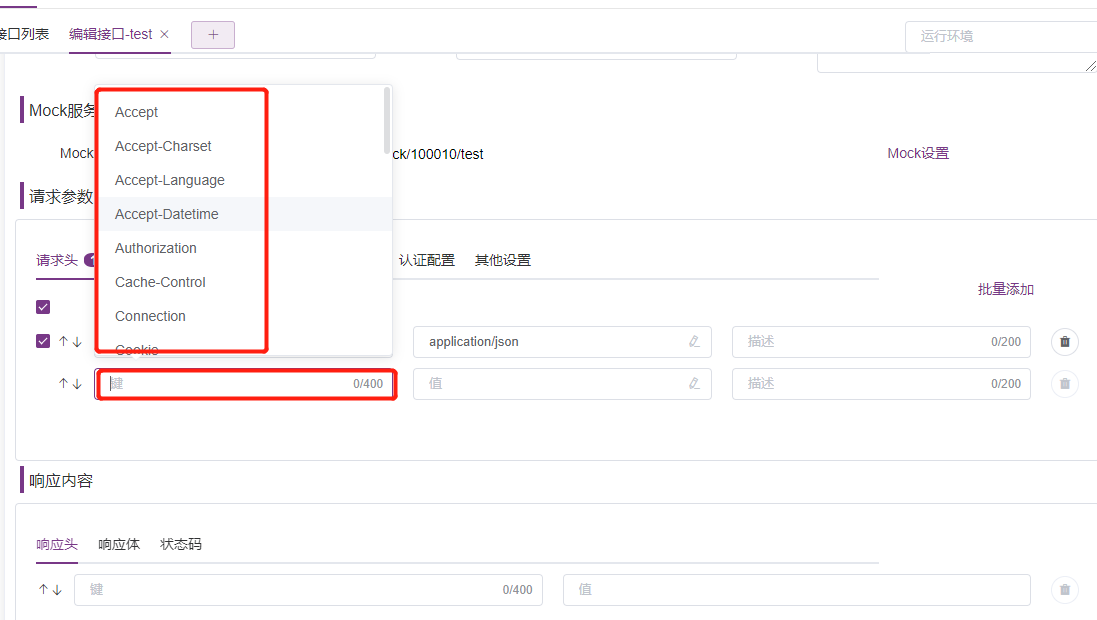 接口列表 编辑接口-test × +
运行环境
Mock服务
Mock ck/100010/test Mock设置
请求参数
请求头 认证配置 其他设置
批量添加
Accept
Accept-Charset
Accept-Language
Accept-Datetime
Authorization
Cache-Control
Connection
Cookie
↑↓ application/json 描述 0/200
↑↓ 键 0/400 值 描述 0/200
响应内容
响应头 响应体 状态码
↑↓ 键 0/400 值